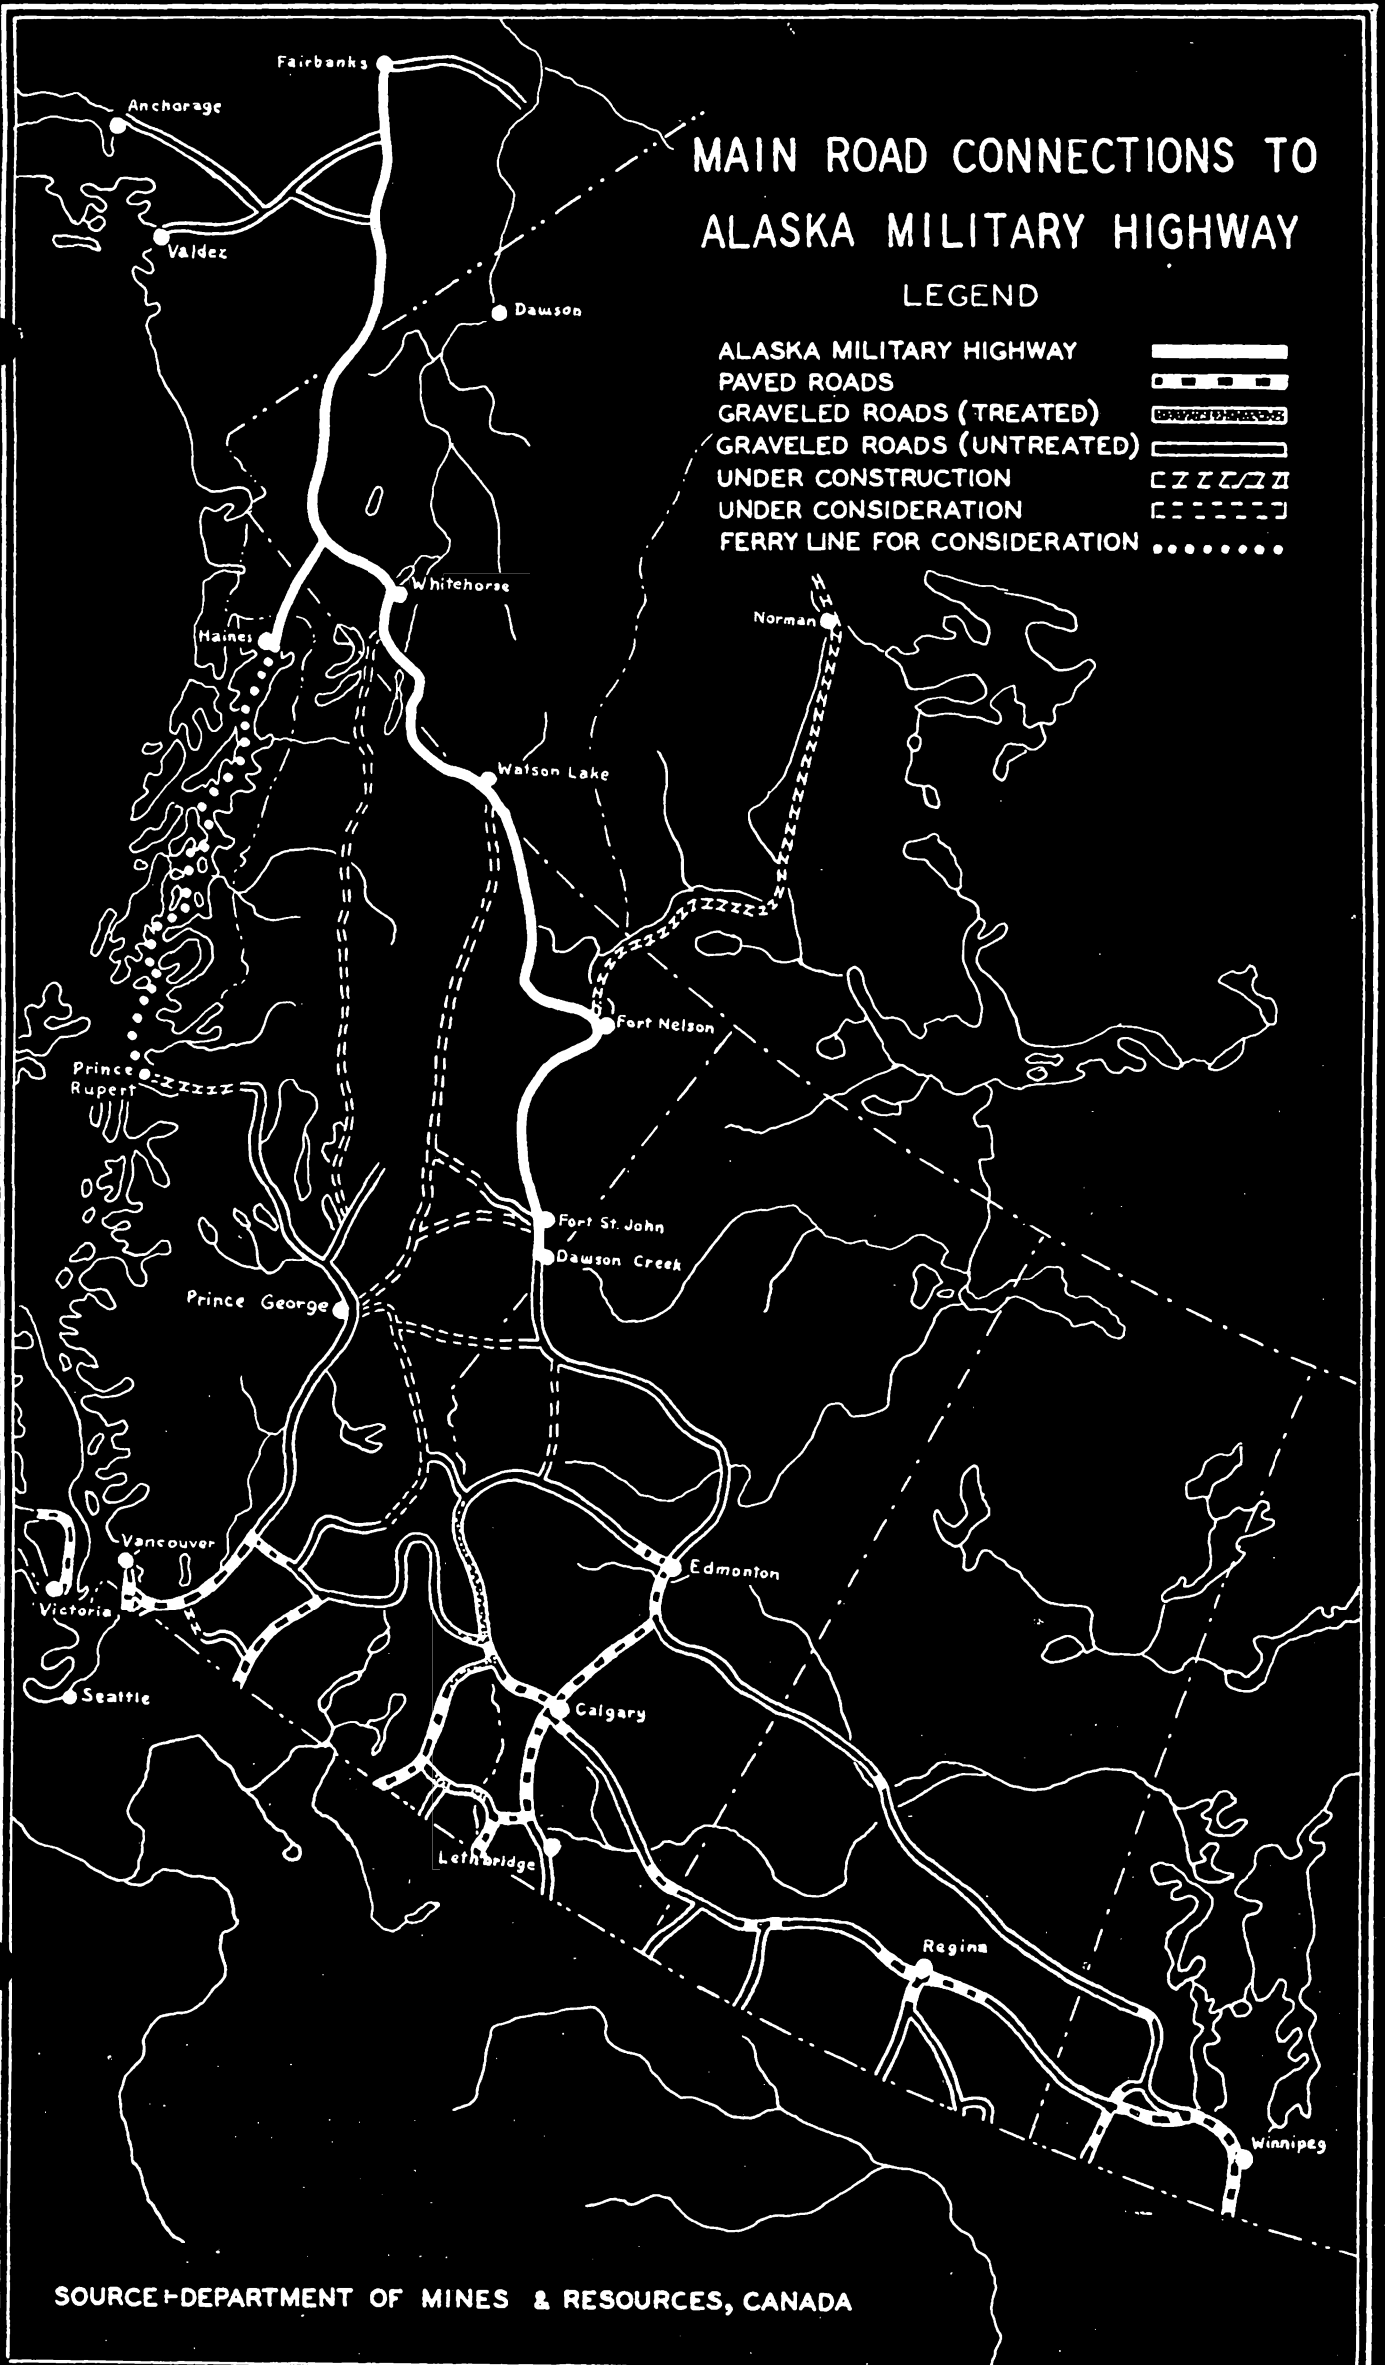 Fairbanks
Anchorage
MAIN ROAD CONNECTIONS TO
ALASKA MILITARY HIGHWAY
Valdez
LEGEND
Dawson
ALASKA MILITARY HIGHWAY
PAVED ROADS
GRAVELED ROADS (TREATED)
GRAVELED ROADS (UNTREATED)
UNDER CONSTRUCTION
UNDER CONSIDERATION
FERRY LINE FOR CONSIDERATION
Whitehorse
Norman
Haines
Watson Lake
Fort Nelson
Prince
Rupert
Fort St. John
Dawson Creek
Prince George
Vancouver
Edmonton
Victoria
Seattle
Calgary
Lethbridge
Regina
Winnipeg
SOURCE:-DEPARTMENT OF MINES & RESOURCES, CANADA